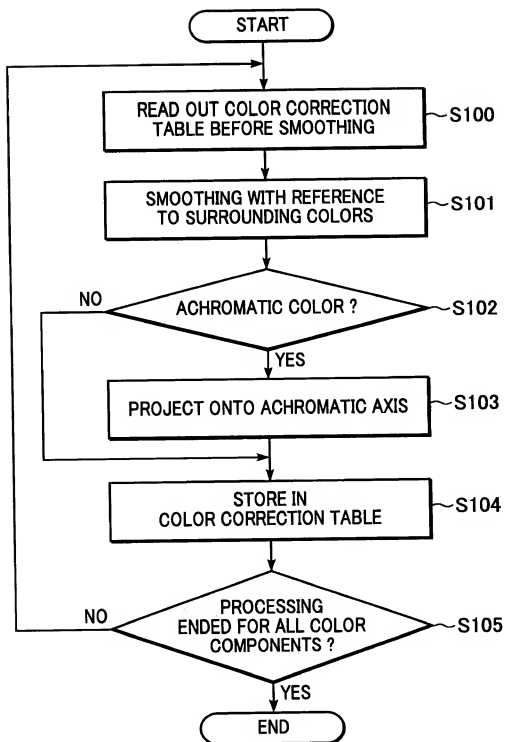 START
READ OUT COLOR CORRECTION
TABLE BEFORE SMOOTHING
S100
SMOOTHING WITH REFERENCE
TO SURROUNDING COLORS
S101
NO
ACHROMATIC COLOR ?
S102
YES
PROJECT ONTO ACHROMATIC AXIS
S103
STORE IN
COLOR CORRECTION TABLE
S104
NO
PROCESSING
ENDED FOR ALL COLOR
COMPONENTS ?
S105
YES
END